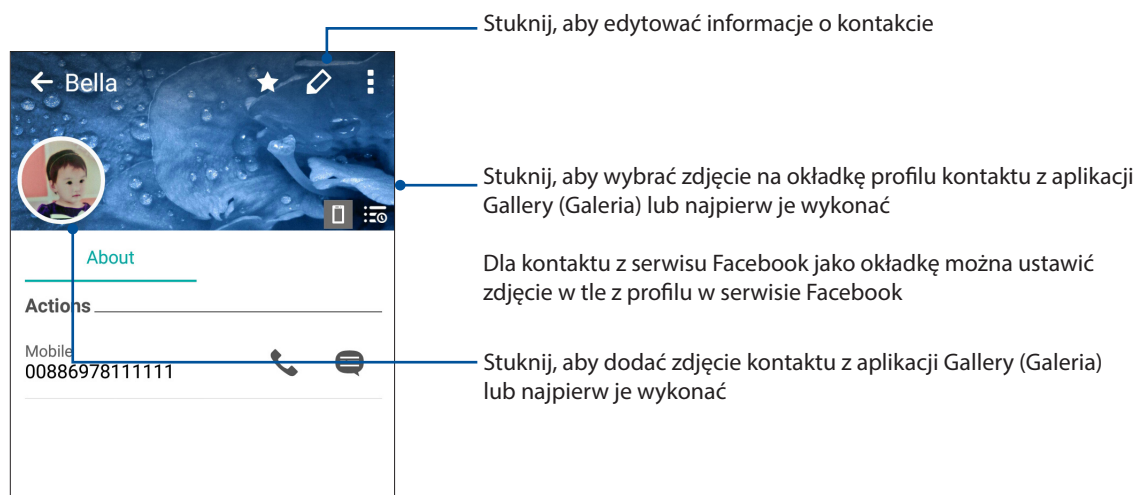 Stuknij, aby edytować informacje o kontakcie
Bella
Stuknij, aby wybrać zdjęcie na okładkę profilu kontaktu z aplikacji
Gallery (Galeria) lub najpierw je wykonać
About
Dla kontaktu z serwisu Facebook jako okładkę można ustawić
zdjęcie w tle z profilu w serwisie Facebook
Actions
Mobile
00886978111111
Stuknij, aby dodać zdjęcie kontaktu z aplikacji Gallery (Galeria)
lub najpierw je wykonać